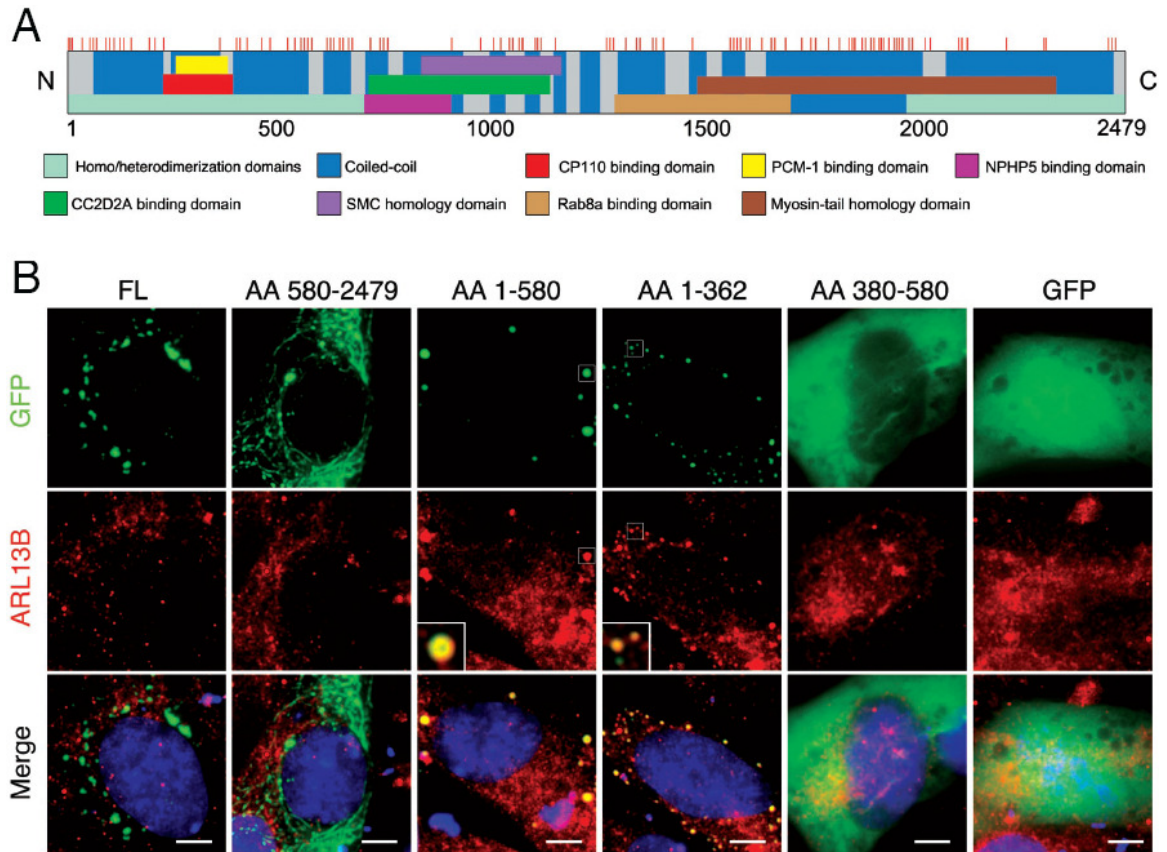 A
N
C
1 500 1000 1500 2000 2479
Homo/heterodimerization domains Coiled-coil CP110 binding domain PCM-1 binding domain NPHP5 binding domain
CC2D2A binding domain SMC homology domain Rab8a binding domain Myosin-tail homology domain
B
FL AA 580-2479 AA 1-580 AA 1-362 AA 380-580 GFP
GFP
ARL13B
Merge